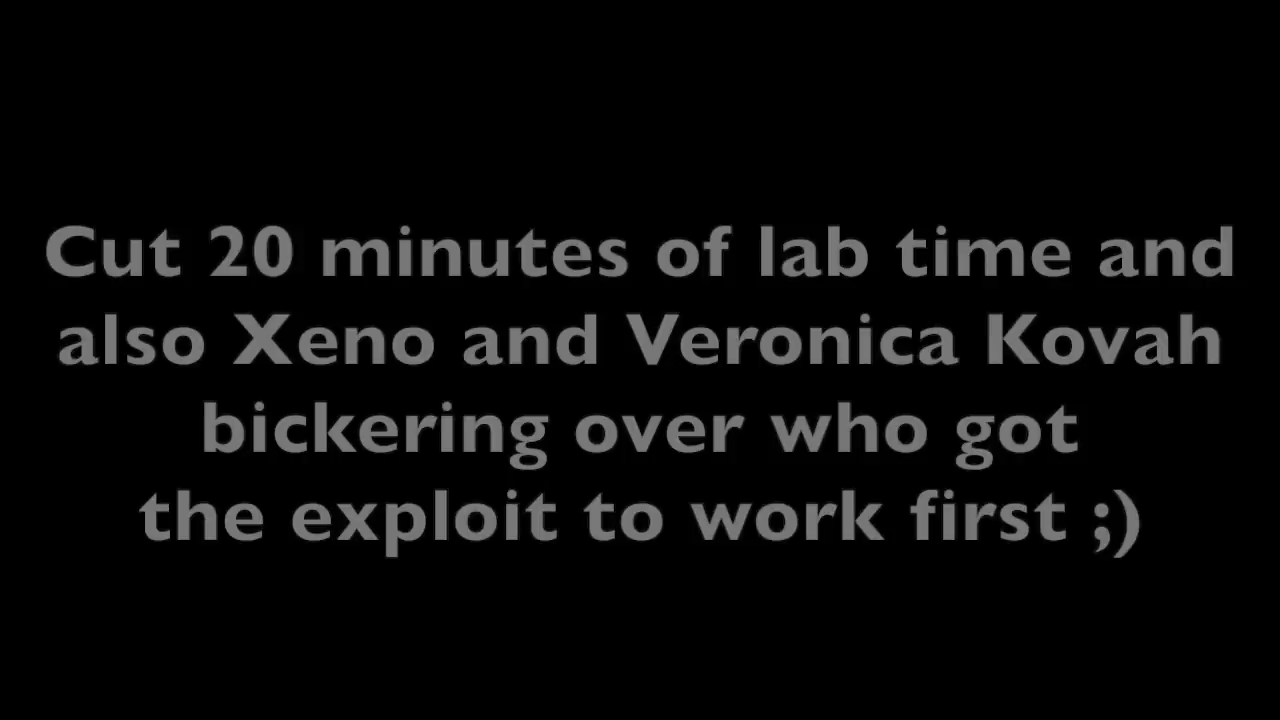 Cut 20 minutes of lab time and
also Xeno and Veronica Kovah
bickering over who got
the exploit to work first ;)